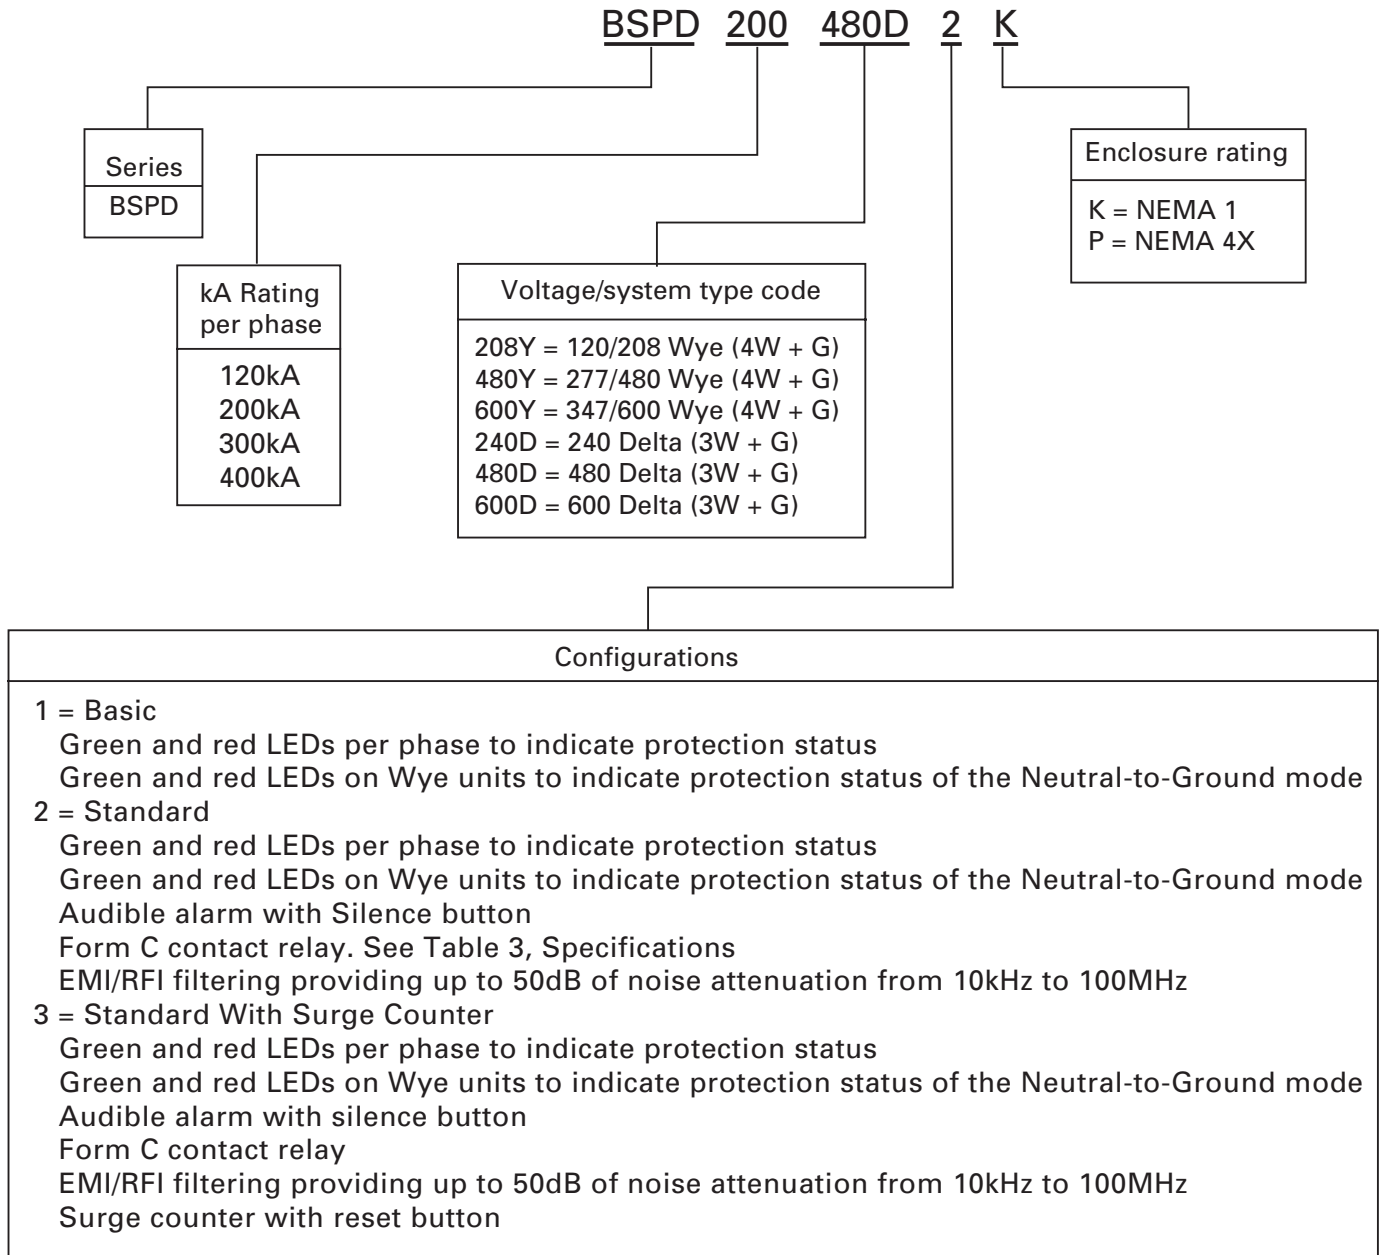 BSPD 200 480D 2 K
Series
BSPD
Enclosure rating
K = NEMA 1
P = NEMA 4X
kA Rating
per phase
120kA
200kA
300kA
400kA
Voltage/system type code
208Y = 120/208 Wye (4W + G)
480Y = 277/480 Wye (4W + G)
600Y = 347/600 Wye (4W + G)
240D = 240 Delta (3W + G)
480D = 480 Delta (3W + G)
600D = 600 Delta (3W + G)
Configurations
1 = Basic
Green and red LEDs per phase to indicate protection status
Green and red LEDs on Wye units to indicate protection status of the Neutral-to-Ground mode
2 = Standard
Green and red LEDs per phase to indicate protection status
Green and red LEDs on Wye units to indicate protection status of the Neutral-to-Ground mode
Audible alarm with Silence button
Form C contact relay. See Table 3, Specifications
EMI/RFI filtering providing up to 50dB of noise attenuation from 10kHz to 100MHz
3 = Standard With Surge Counter
Green and red LEDs per phase to indicate protection status
Green and red LEDs on Wye units to indicate protection status of the Neutral-to-Ground mode
Audible alarm with silence button
Form C contact relay
EMI/RFI filtering providing up to 50dB of noise attenuation from 10kHz to 100MHz
Surge counter with reset button